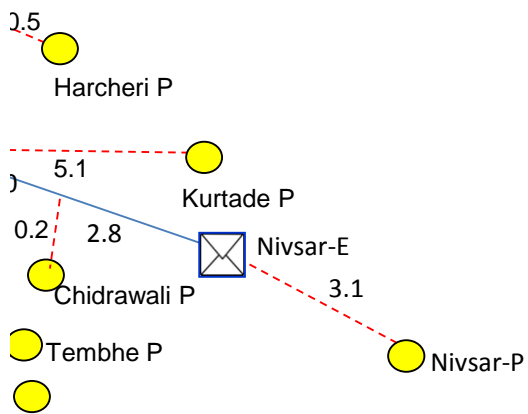 0.5
Harcheri P
5.1
Kurtade P
0.2
2.8
Nivsar-E
Chidrawali P
3.1
Tembhe P
Nivsar-P